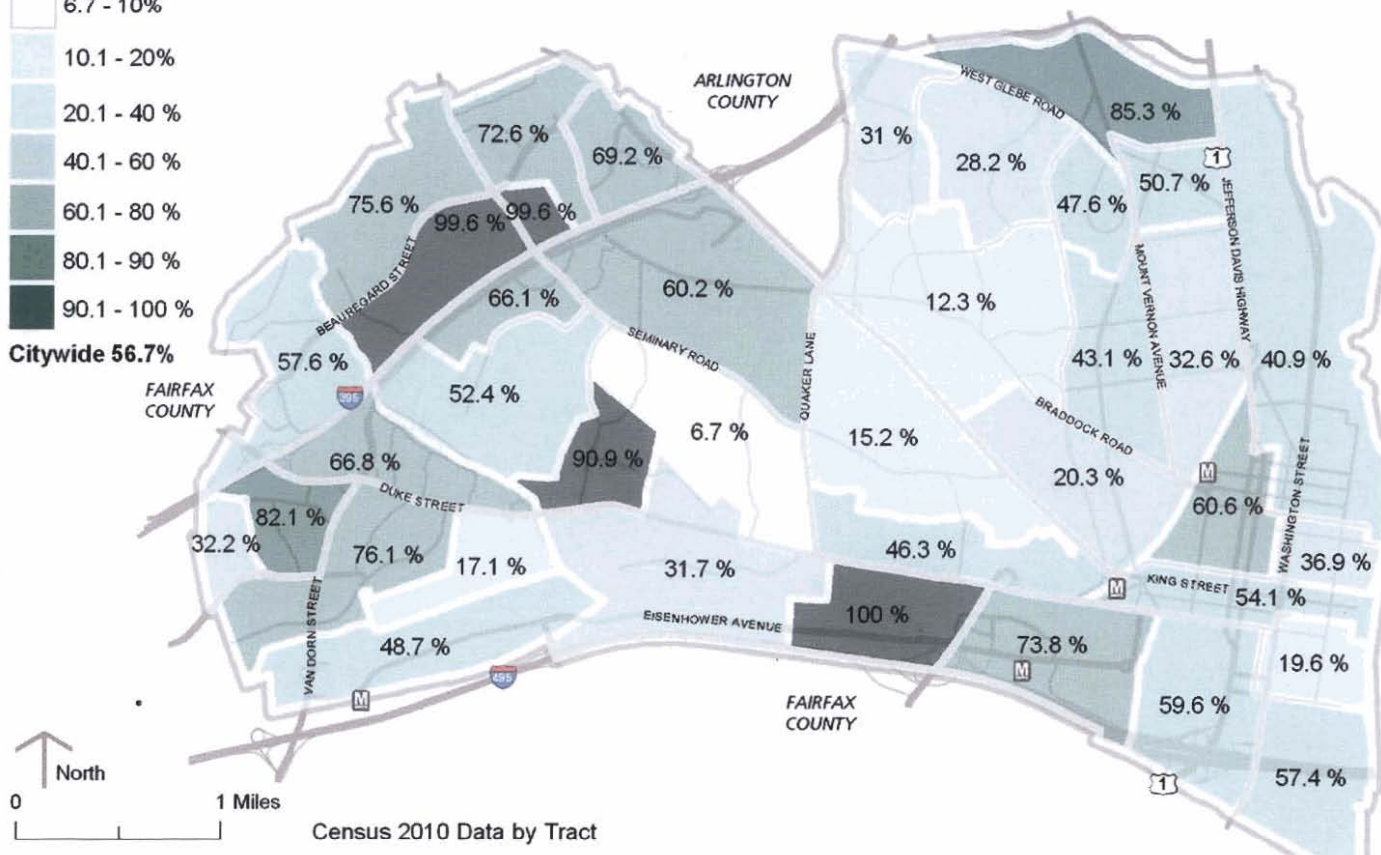 6.7 - 10%
10.1 - 20%
20.1 - 40 %
40.1 - 60 %
60.1 - 80 %
80.1 - 90 %
90.1 - 100 %
Citywide 56.7%
ARLINGTON
COUNTY
WEST GLEBE ROAD
85.3 %
72.6 %
69.2 %
31 %
28.2 %
1
50.7 %
47.6 %
75.6 %
99.6 %
99.6 %
BEAUREGARD STREET
JEFFERSON DAVIS HIGHWAY
MOUNT VERNON AVENUE
66.1 %
60.2 %
12.3 %
SEMINARY ROAD
QUAKER LANE
57.6 %
43.1 %
32.6 %
40.9 %
FAIRFAX
COUNTY
395
52.4 %
BRADDOCK ROAD
6.7 %
15.2 %
66.8 %
90.9 %
20.3 %
M
WASHINGTON STREET
DUKE STREET
82.1 %
60.6 %
32.2 %
76.1 %
17.1 %
31.7 %
46.3 %
36.9 %
KING STREET
54.1 %
M
VAN DORN STREET
EISENHOWER AVENUE
100 %
73.8 %
M
19.6 %
48.7 %
495
M
59.6 %
FAIRFAX
COUNTY
57.4 %
1
North
0 1 Miles
Census 2010 Data by Tract